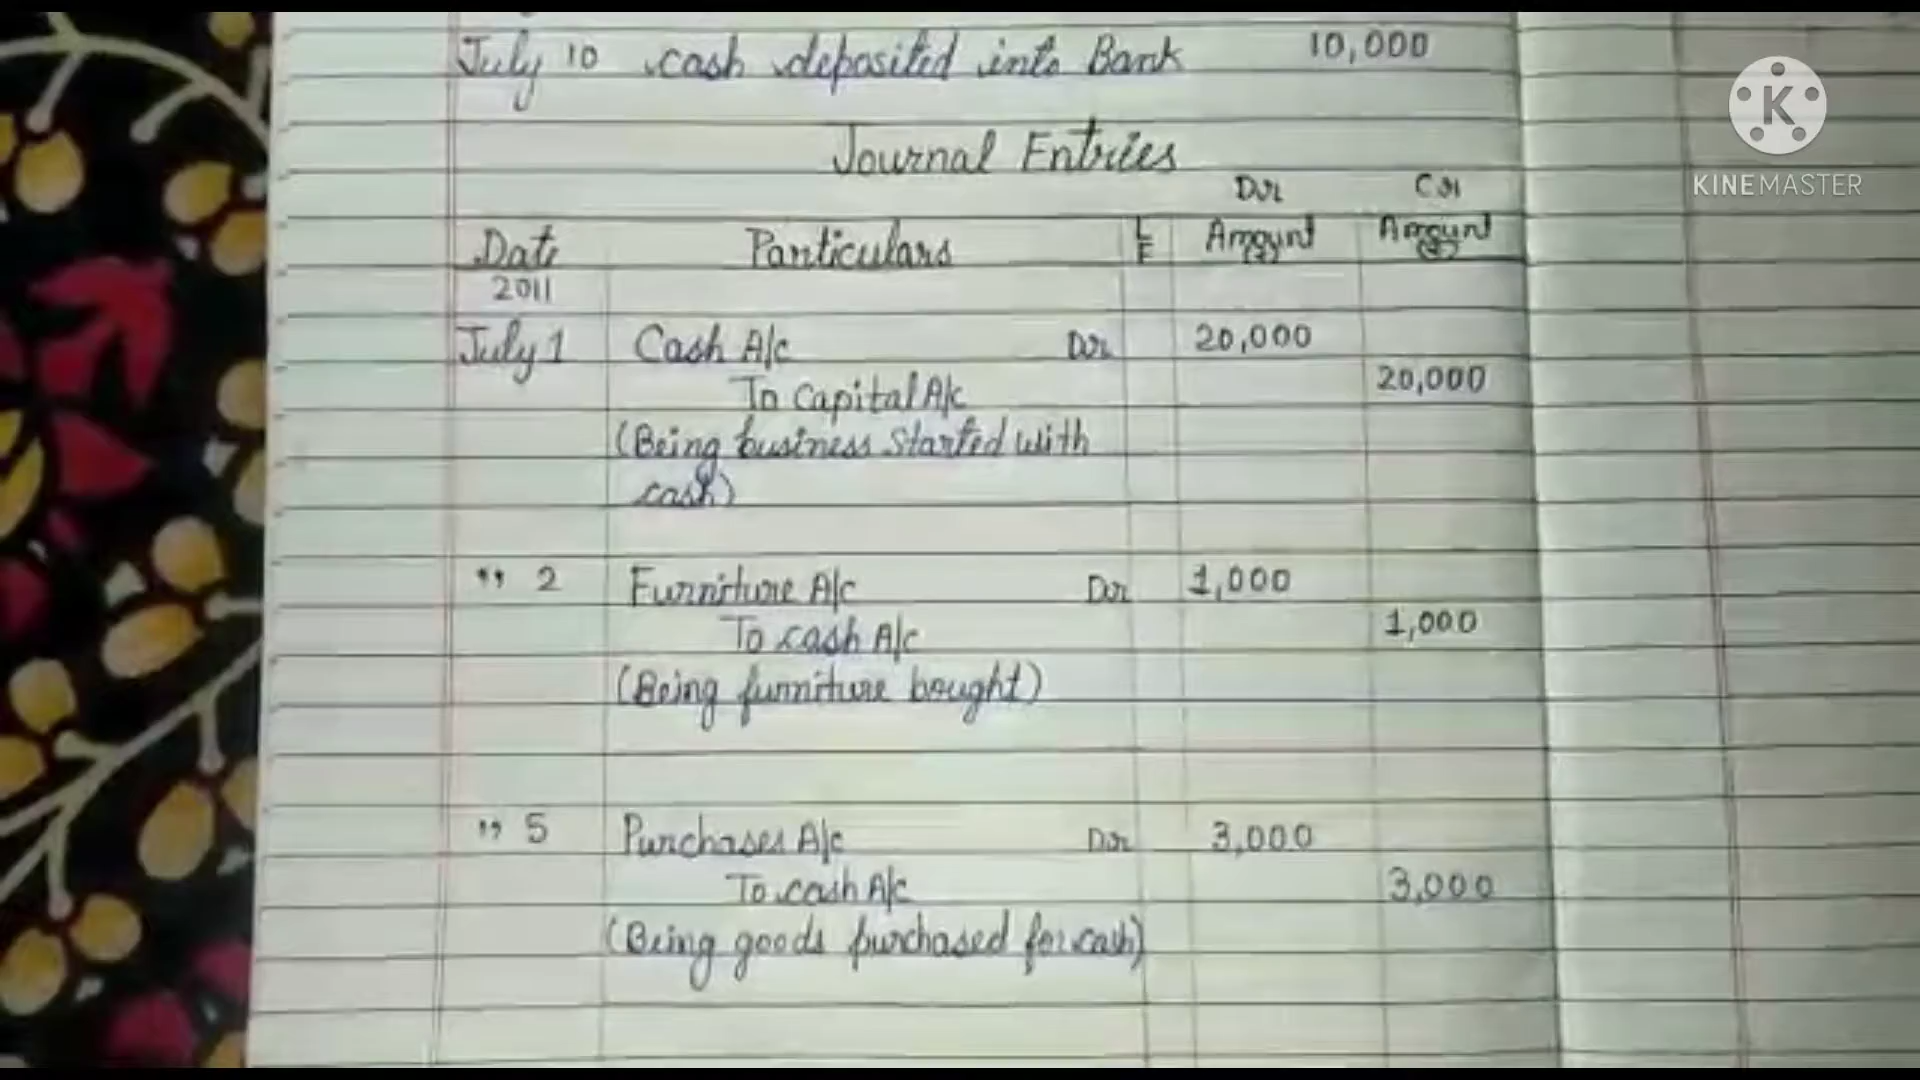 July 10 cash deposited into Bank 10,000
Journal Entries
Dr Cr
Date Particulars LF Amount (₹) Amount (₹)
2011
July 1 Cash A/c Dr 20,000
To Capital A/c 20,000
(Being business Started with
cash)
" 2 Furniture A/c Dr 1,000
To cash A/c 1,000
(Being furniture bought)
" 5 Purchases A/c Dr 3,000
To cash A/c 3,000
(Being goods purchased for cash)
K
KINEMASTER